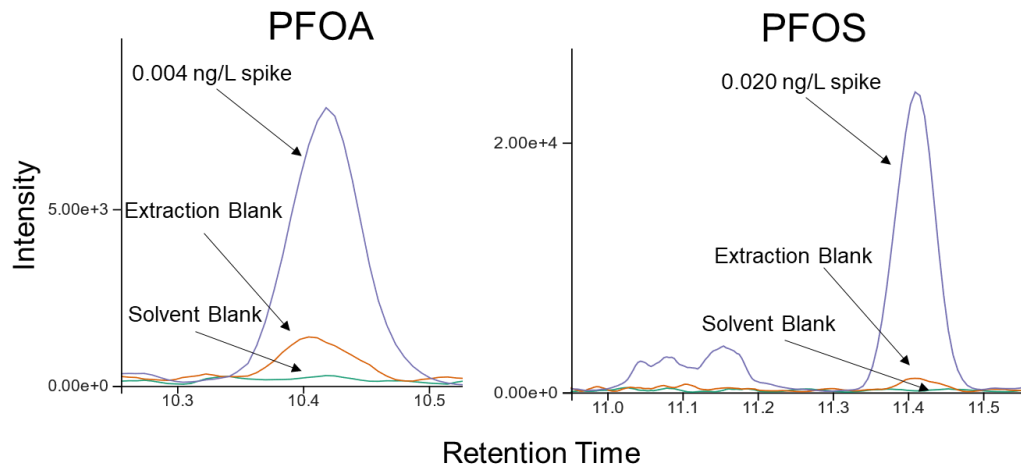 PFOA
0.004 ng/L spike
5.00e+3
Extraction Blank
Solvent Blank
0.00e+0
10.3 10.4 10.5
Intensity
PFOS
0.020 ng/L spike
2.00e+4
Extraction Blank
Solvent Blank
0.00e+0
11.0 11.1 11.2 11.3 11.4 11.5
Retention Time